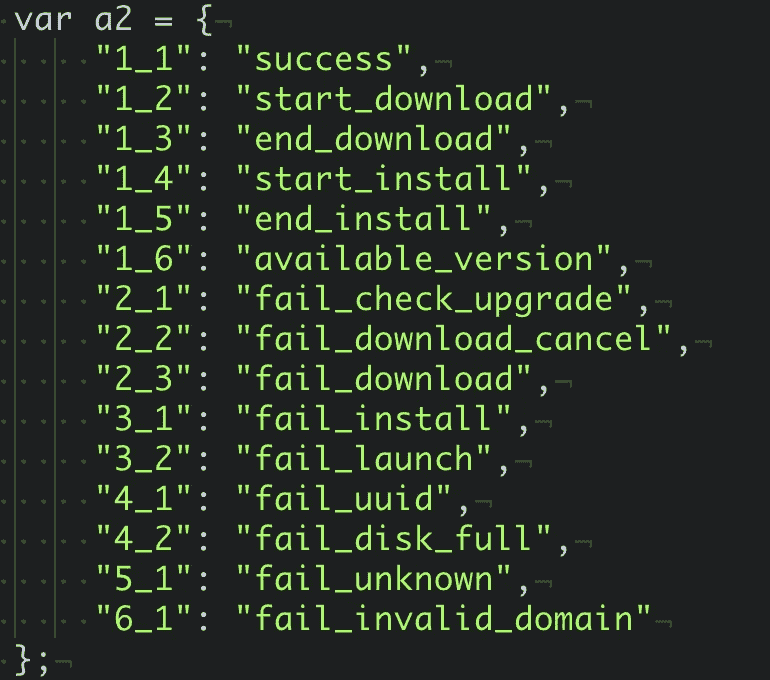 var a2 = {
"1_1": "success",
"1_2": "start_download",
"1_3": "end_download",
"1_4": "start_install",
"1_5": "end_install",
"1_6": "available_version",
"2_1": "fail_check_upgrade",
"2_2": "fail_download_cancel",
"2_3": "fail_download",
"3_1": "fail_install",
"3_2": "fail_launch",
"4_1": "fail_uuid",
"4_2": "fail_disk_full",
"5_1": "fail_unknown",
"6_1": "fail_invalid_domain"
};